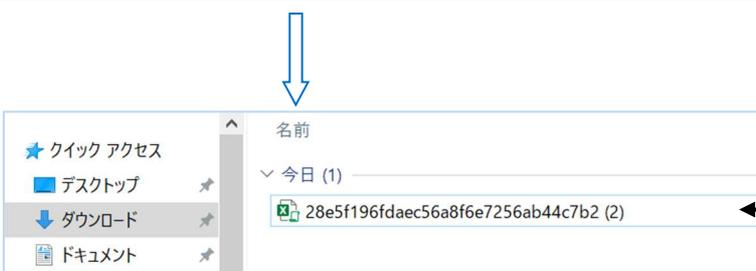 名前
クイック アクセス
今日 (1)
デスクトップ
ダウンロード
28e5f196fdaec56a8f6e7256ab44c7b2 (2)
ドキュメント